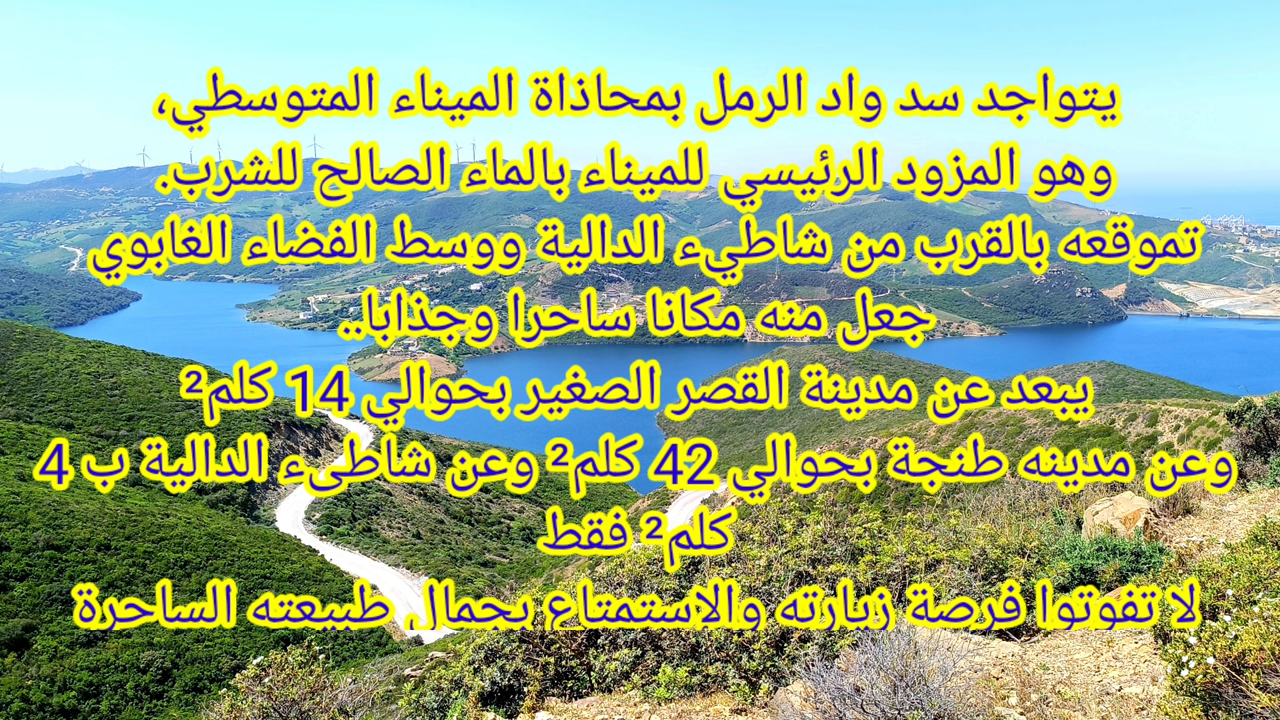 يتواجد سد واد الرمل بمحاذاة الميناء المتوسطي،
وهو المزود الرئيسي للميناء بالماء الصالح للشرب.
تموقعه بالقرب من شاطيء الدالية ووسط الفضاء الغابوي
جعل منه مكانا ساحرا وجذابا..
يبعد عن مدينة القصر الصغير بحوالي 14 كلم²
وعن مدينه طنجة بحوالي 42 كلم² وعن شاطىء الدالية ب 4
كلم² فقط
لا تفوتوا فرصة زيارته والاستمتاع بجمال طبيعته الساحرة